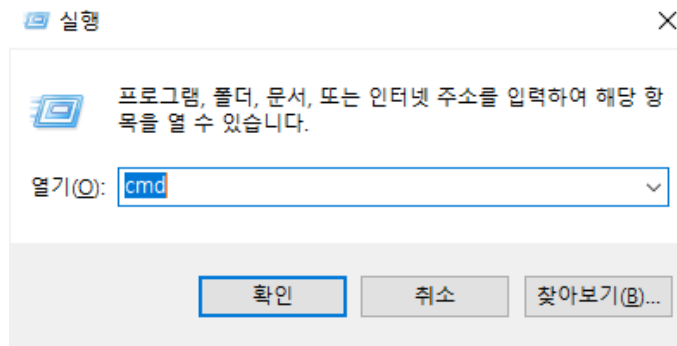 실행
프로그램, 폴더, 문서, 또는 인터넷 주소를 입력하여 해당 항
목을 열 수 있습니다.
열기(O): cmd
확인 취소 찾아보기(B)...